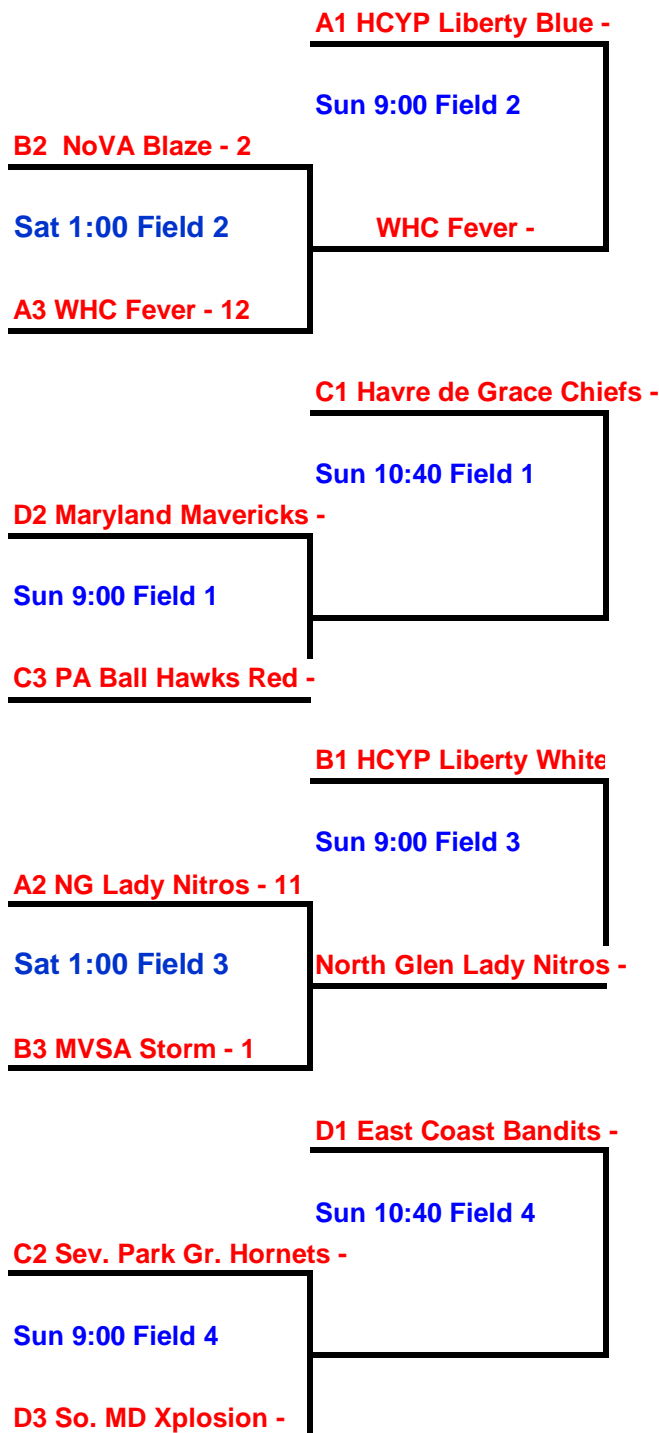 A1 HCYP Liberty Blue -
Sun 9:00 Field 2
B2  NoVA Blaze - 2
Sat 1:00 Field 2
WHC Fever -
A3 WHC Fever - 12
C1 Havre de Grace Chiefs -
Sun 10:40 Field 1
D2 Maryland Mavericks -
Sun 9:00 Field 1
C3 PA Ball Hawks Red -
B1 HCYP Liberty White
Sun 9:00 Field 3
A2 NG Lady Nitros - 11
Sat 1:00 Field 3
North Glen Lady Nitros -
B3 MVSA Storm - 1
D1 East Coast Bandits -
Sun 10:40 Field 4
C2 Sev. Park Gr. Hornets -
Sun 9:00 Field 4
D3 So. MD Xplosion -